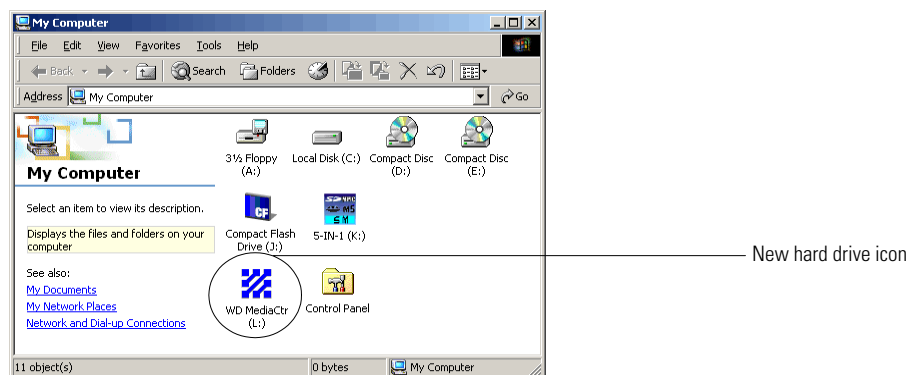 My Computer
File Edit View Favorites Tools Help
Back Search Folders
Address My Computer Go
3½ Floppy (A:)
Local Disk (C:)
Compact Disc (D:)
Compact Disc (E:)
My Computer
Select an item to view its description.
Displays the files and folders on your
computer
See also:
My Documents
My Network Places
Network and Dial-up Connections
CF
Compact Flash
Drive (J:)
5-IN-1 (K:)
WD MediaCtr
(L:)
Control Panel
New hard drive icon
11 object(s) 0 bytes My Computer